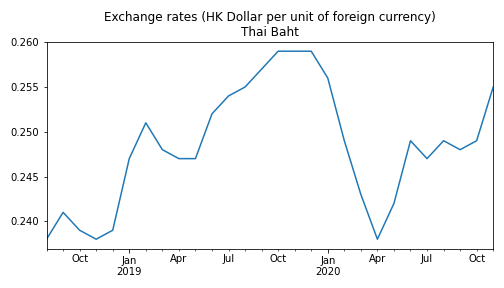 Exchange rates (HK Dollar per unit of foreign currency)
Thai Baht
0.260
0.255
0.250
0.245
0.240
Oct Jan Apr Jul Oct Jan Apr Jul Oct
2019 2020